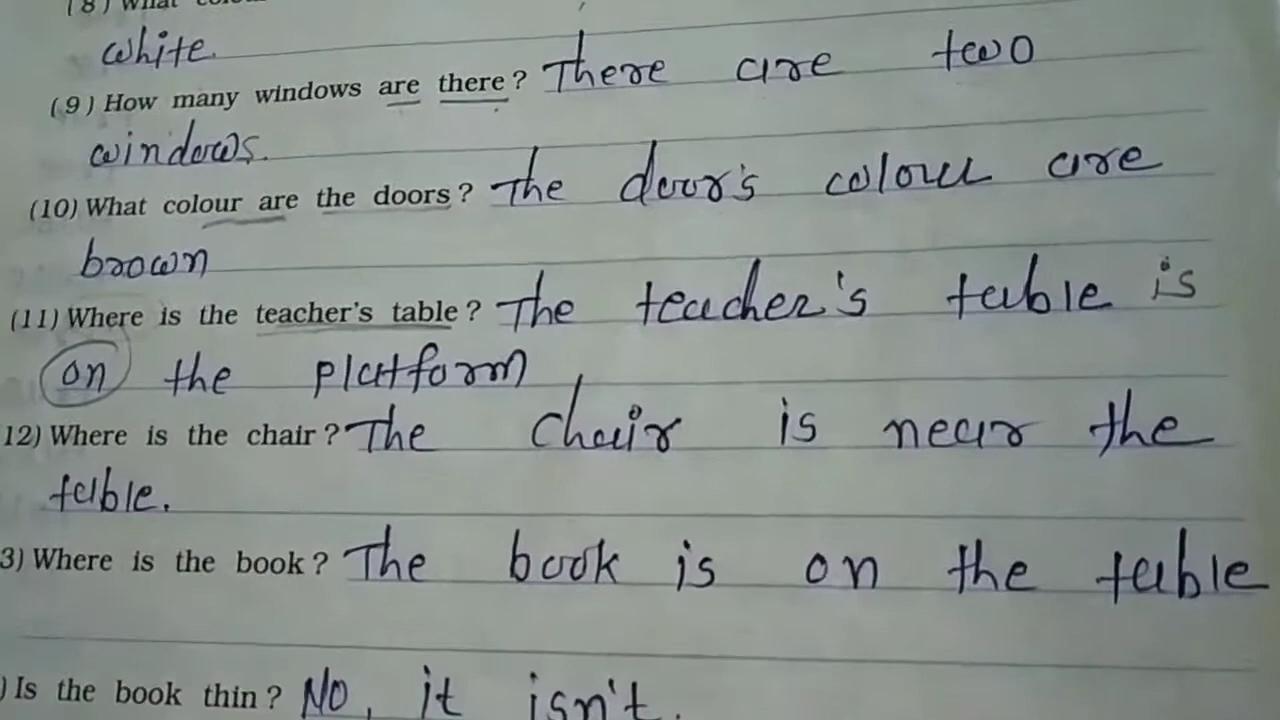 (8) What
white.
(9) How many windows are there? There are two
windows.
(10) What colour are the doors? The door's colour are
brown
(11) Where is the teacher's table? The teacher's table is
on the platform
12) Where is the chair? The chair is near the
table.
3) Where is the book? The book is on the table
) Is the book thin? No, it isn't.